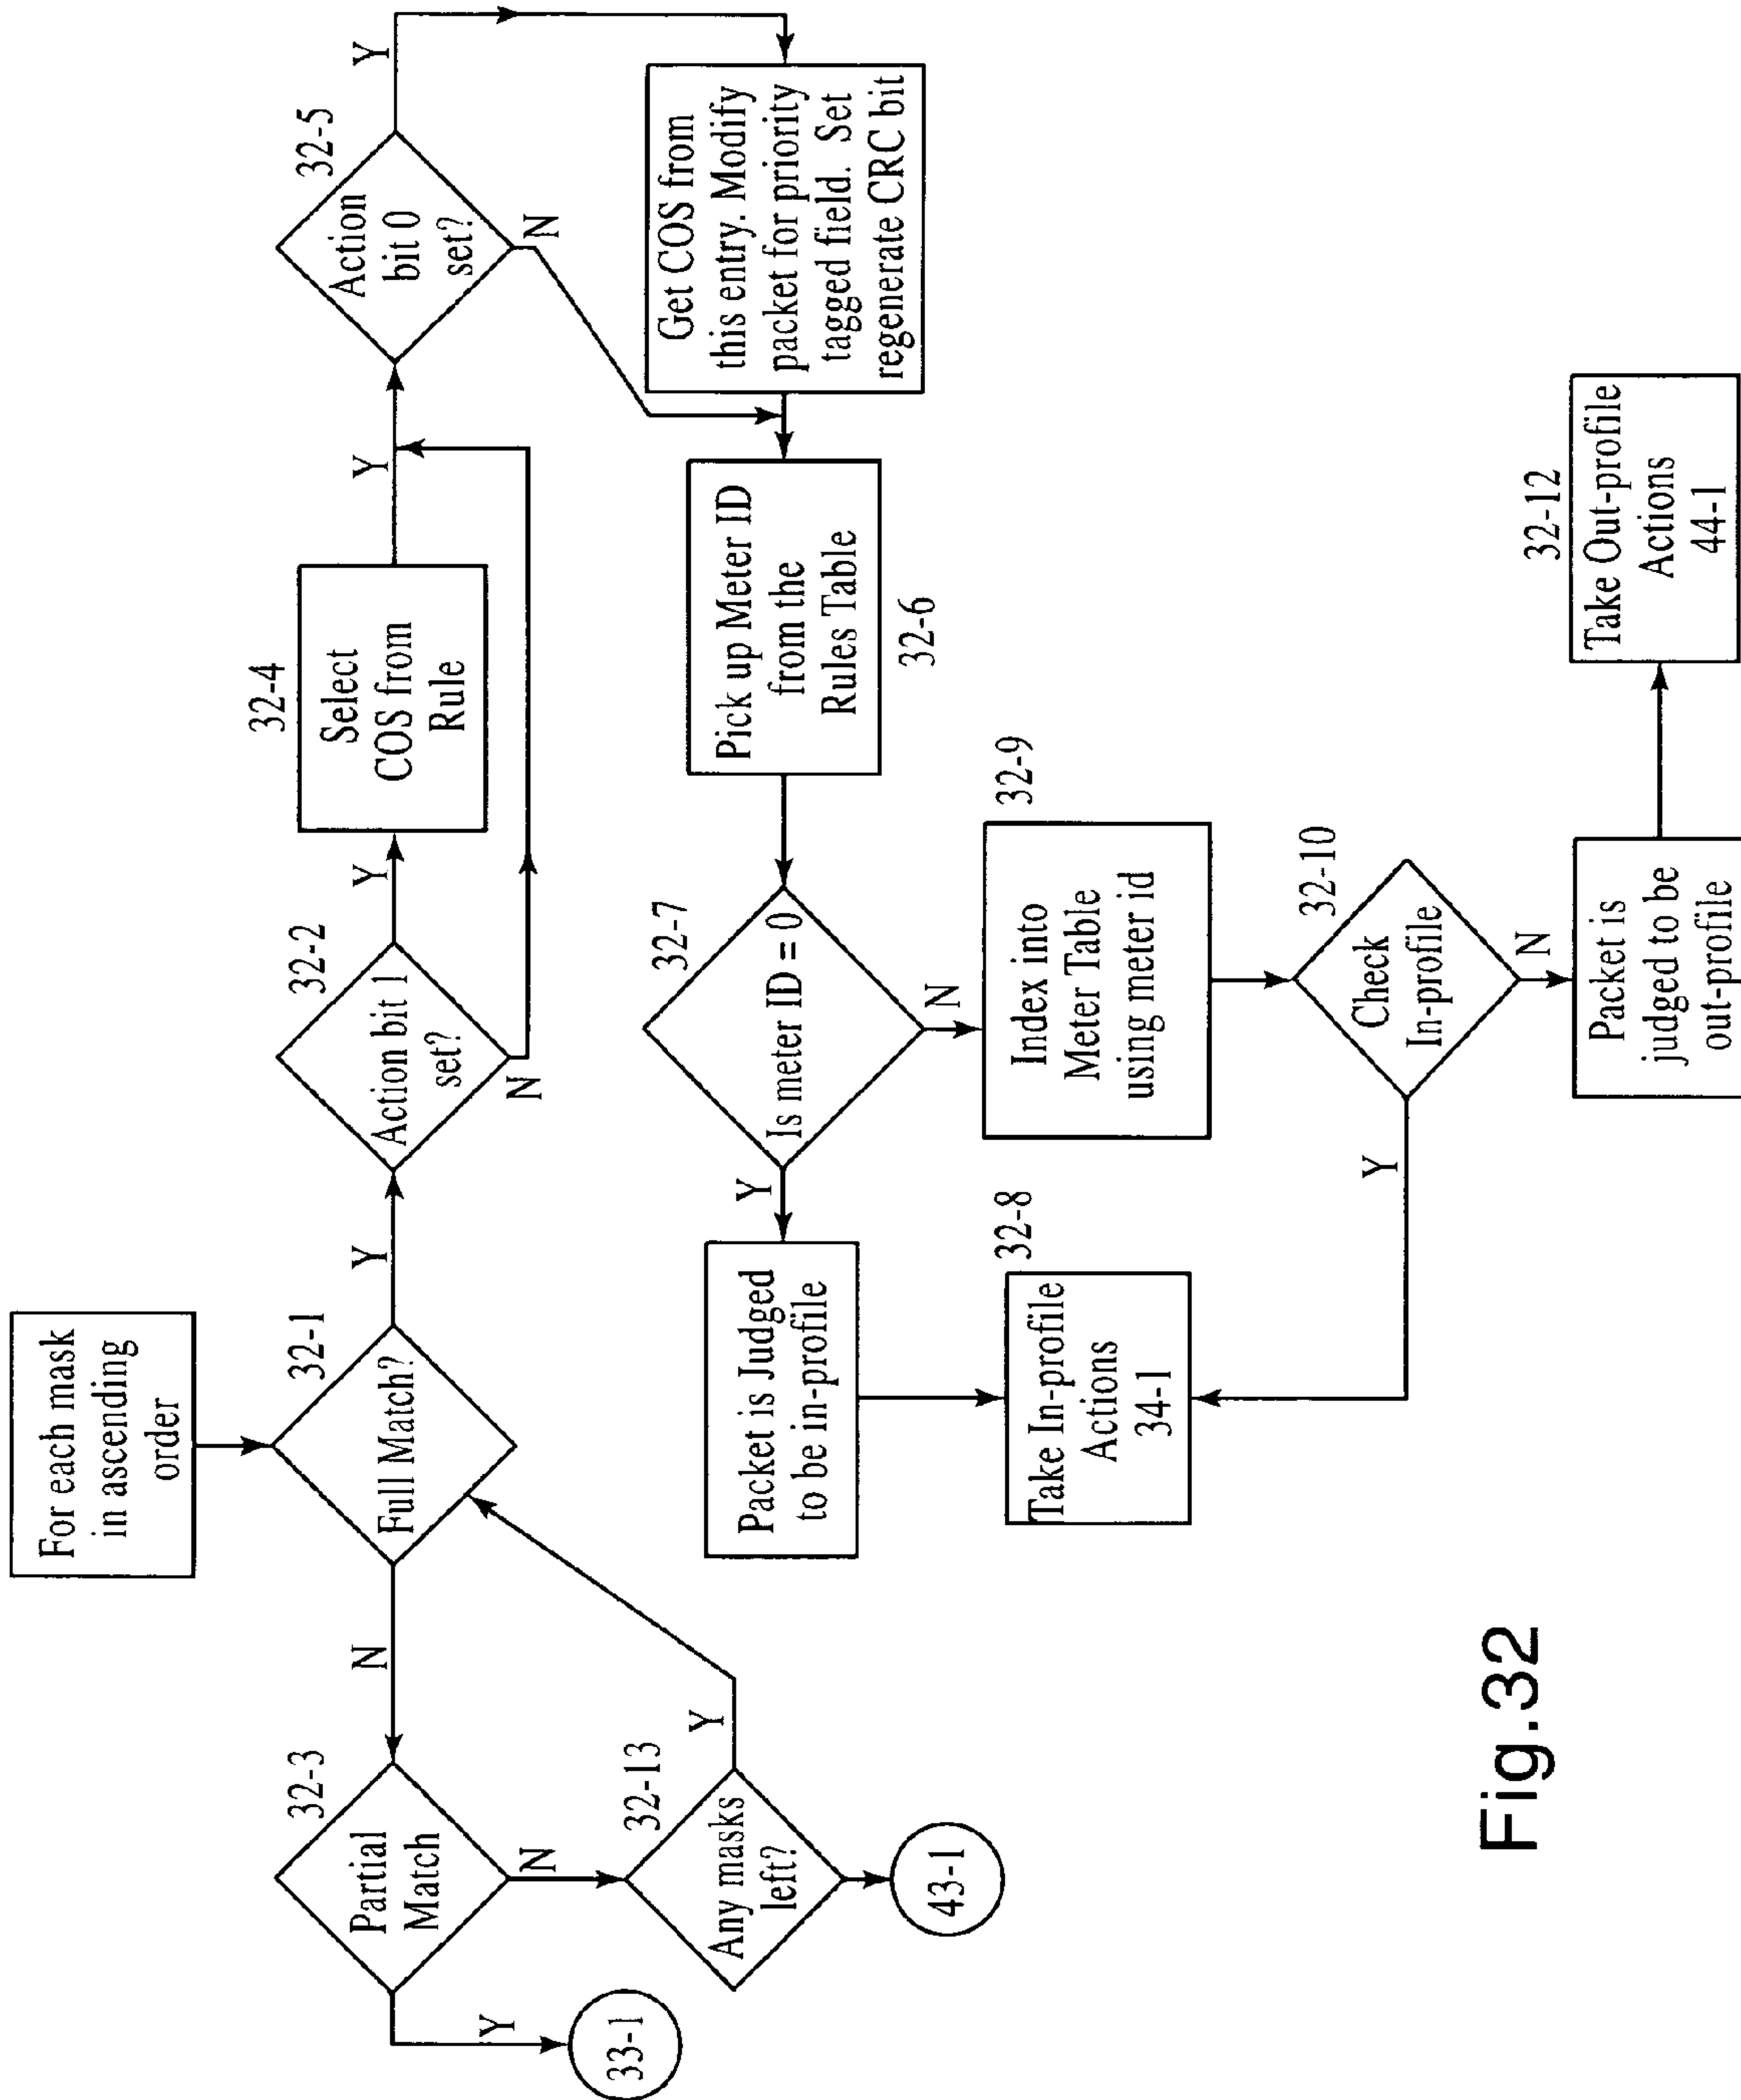 For each mask
in ascending
order
32-1
Full Match?
Y
N
32-2
Action bit 1
set?
Y
N
32-4
Select
COS from
Rule
Y
32-5
Action
bit 0
set?
Y
N
Get COS from
this entry. Modify
packet for priority
tagged field. Set
regenerate CRC bit
32-3
Partial
Match
Y
N
33-1
32-13
Any masks
left?
Y
43-1
Pick up Meter ID
from the
Rules Table
32-6
32-7
Is meter ID = 0
Y
N
Packet is Judged
to be in-profile
32-8
Take In-profile
Actions
34-1
32-9
Index into
Meter Table
using meter id
32-10
Check
In-profile
Y
N
Packet is
judged to be
out-profile
32-12
Take Out-profile
Actions
44-1
Fig.32